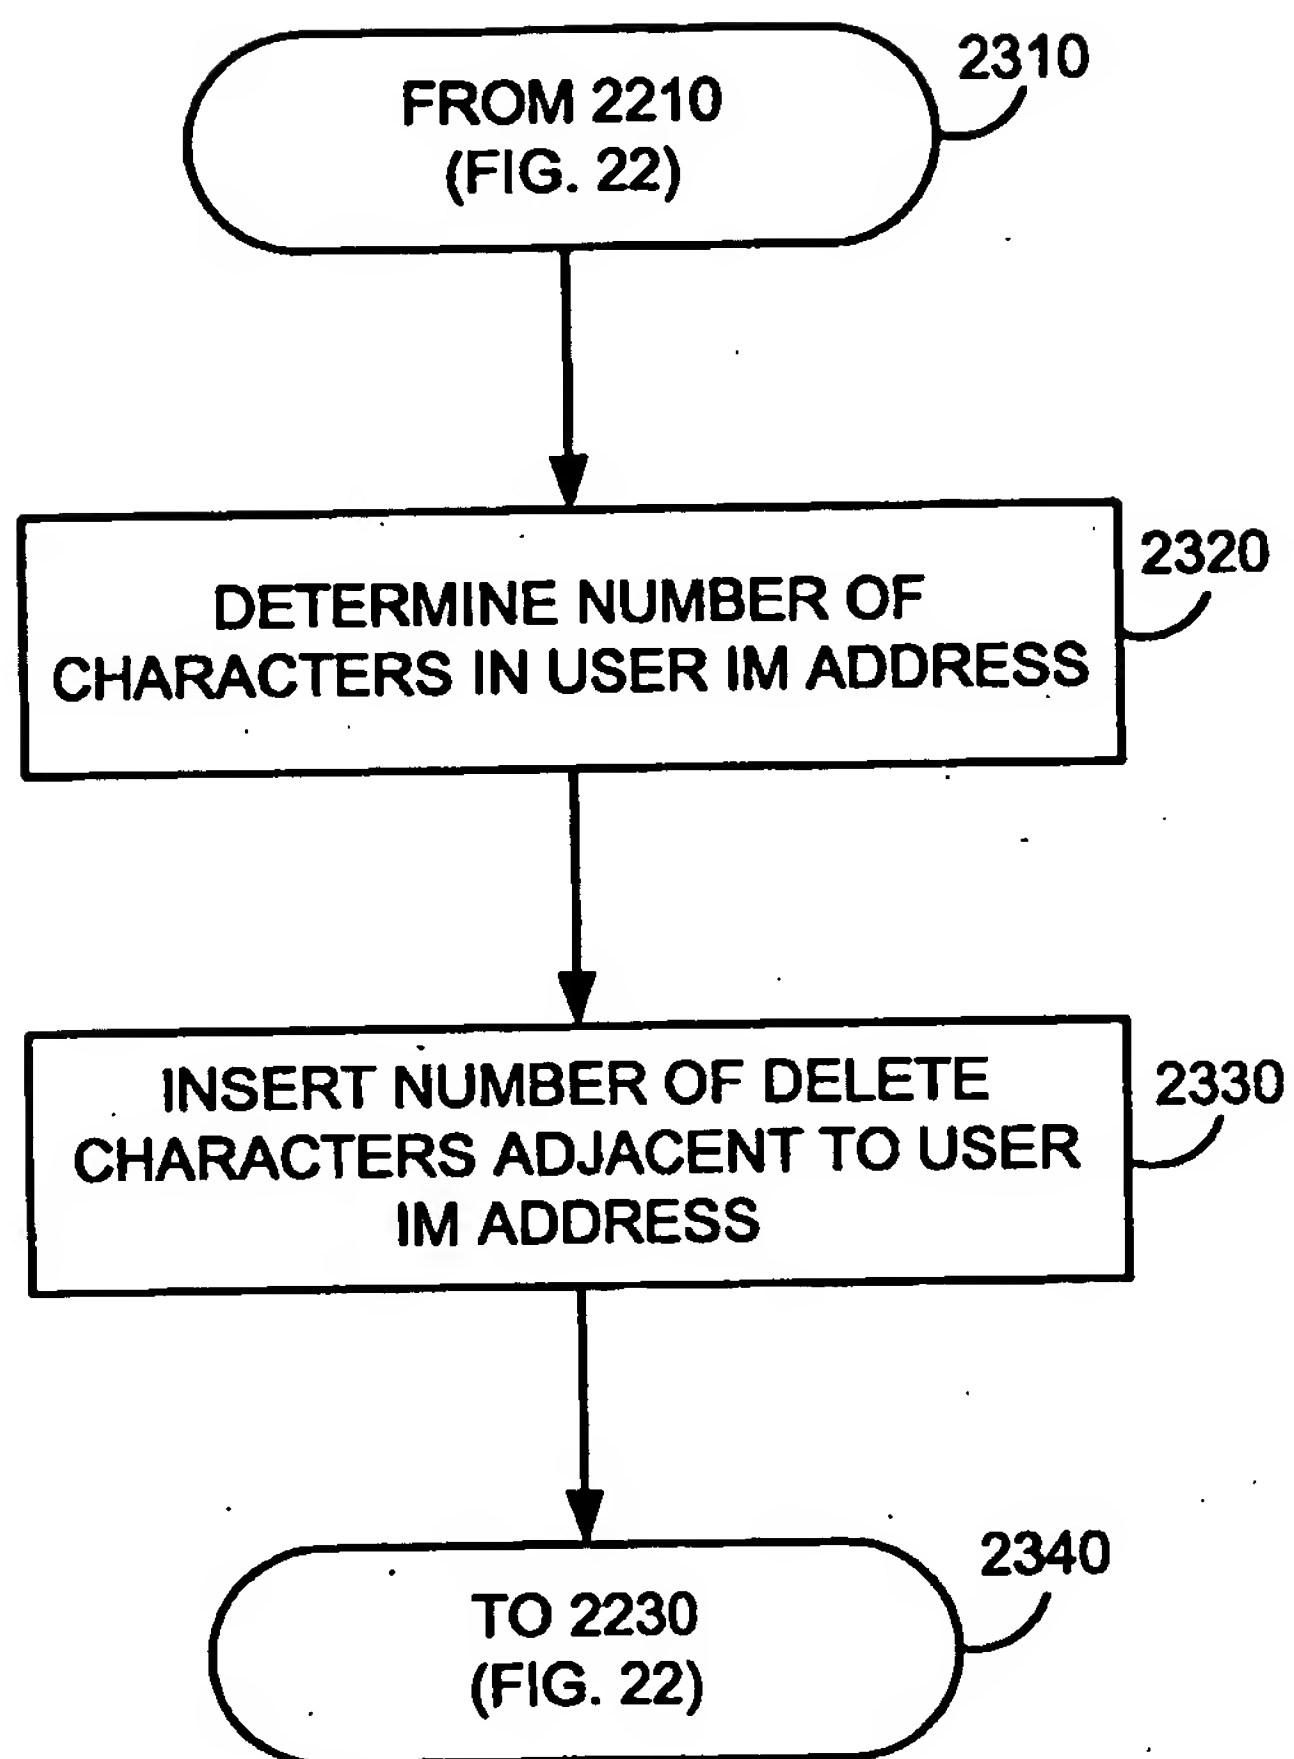 FROM 2210
(FIG. 22)
2310
DETERMINE NUMBER OF
CHARACTERS IN USER IM ADDRESS
2320
INSERT NUMBER OF DELETE
CHARACTERS ADJACENT TO USER
IM ADDRESS
2330
TO 2230
(FIG. 22)
2340